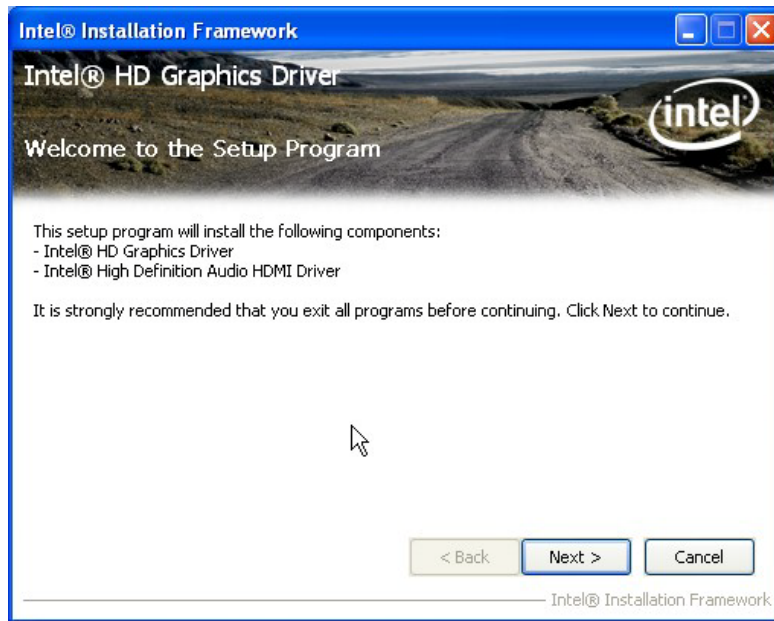 Intel® Installation Framework
Intel® HD Graphics Driver
intel
Welcome to the Setup Program
This setup program will install the following components:
- Intel® HD Graphics Driver
- Intel® High Definition Audio HDMI Driver
It is strongly recommended that you exit all programs before continuing. Click Next to continue.
< Back Next > Cancel
Intel® Installation Framework